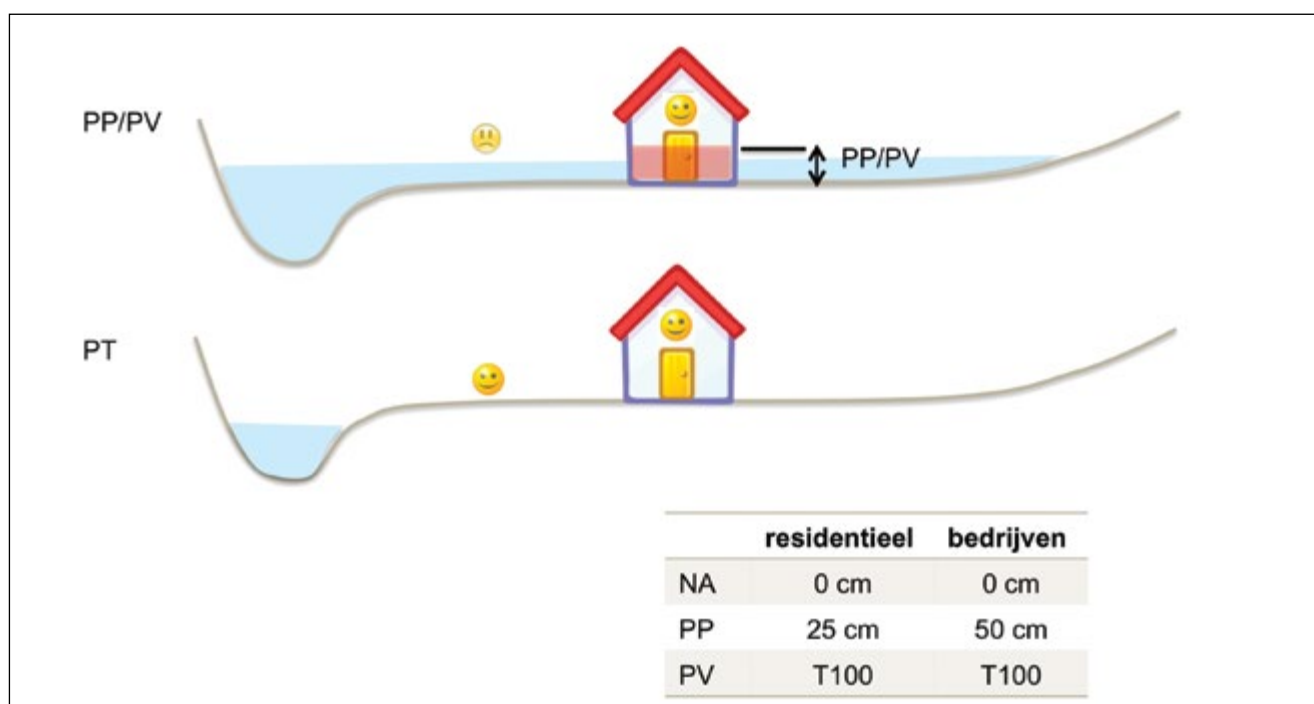 PP/PV
PP/PV
PT
residentieel bedrijven
NA 0 cm 0 cm
PP 25 cm 50 cm
PV T100 T100